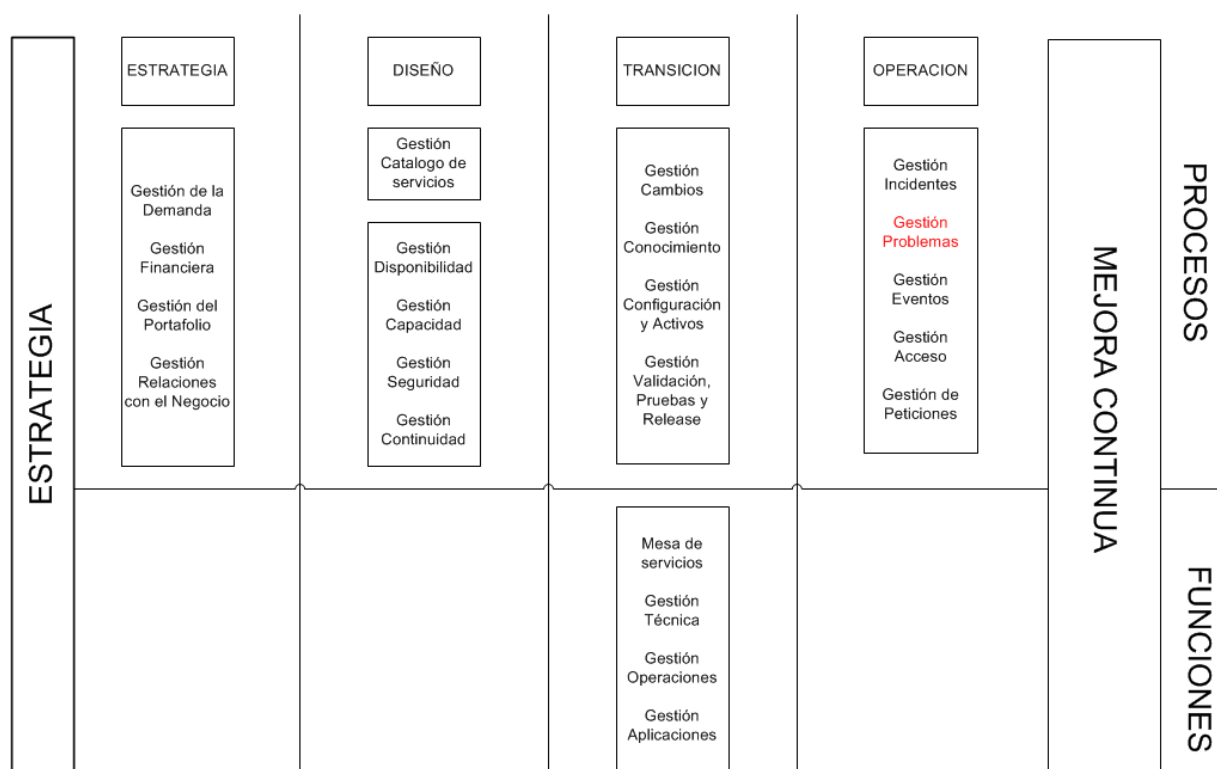 ESTRATEGIA
ESTRATEGIA
Gestión de la
Demanda
Gestión
Financiera
Gestión del
Portafolio
Gestión
Relaciones
con el Negocio
DISEÑO
Gestión
Catalogo de
servicios
Gestión
Disponibilidad
Gestión
Capacidad
Gestión
Seguridad
Gestión
Continuidad
TRANSICION
Gestión
Cambios
Gestión
Conocimiento
Gestión
Configuración
y Activos
Gestión
Validación,
Pruebas y
Release
Mesa de
servicios
Gestión
Técnica
Gestión
Operaciones
Gestión
Aplicaciones
OPERACION
Gestión
Incidentes
Gestión
Problemas
Gestión
Eventos
Gestión
Acceso
Gestión de
Peticiones
MEJORA CONTINUA
PROCESOS
FUNCIONES